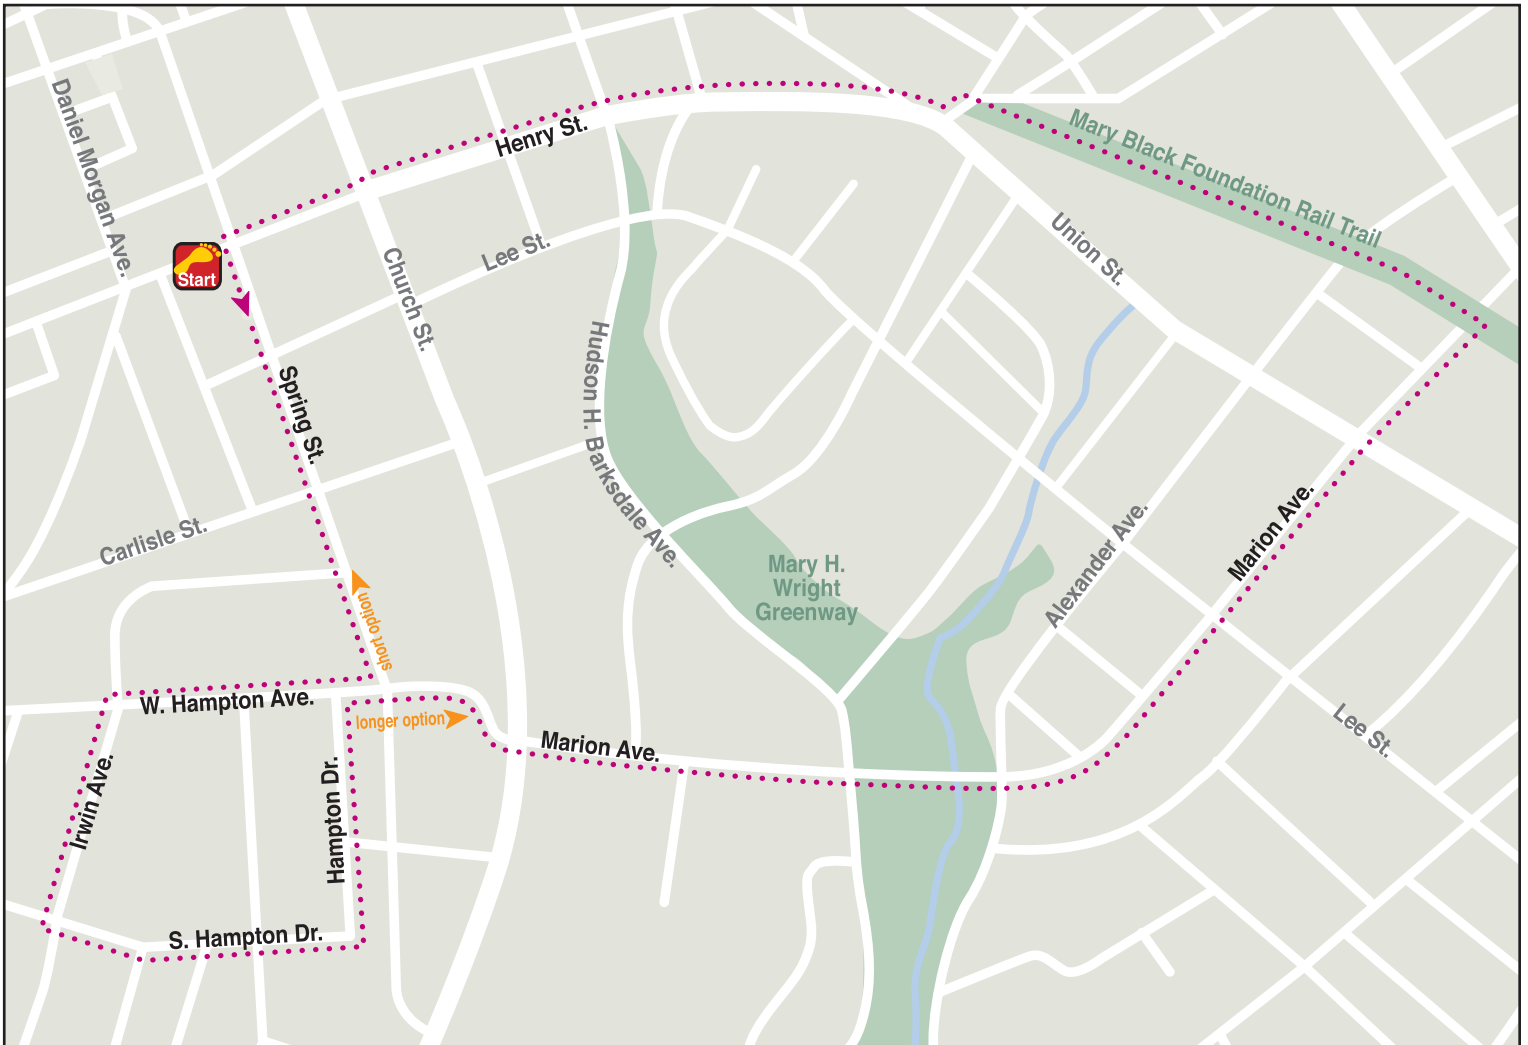 Daniel Morgan Ave.
Henry St.
Mary Black Foundation Rail Trail
Start
Lee St.
Church St.
Union St.
Spring St.
Hudson H. Barksdale Ave.
Carlisle St.
Mary H.
Wright
Greenway
Alexander Ave.
Marion Ave.
short option
W. Hampton Ave.
longer option
Marion Ave.
Lee St.
Irwin Ave.
Hampton Dr.
S. Hampton Dr.